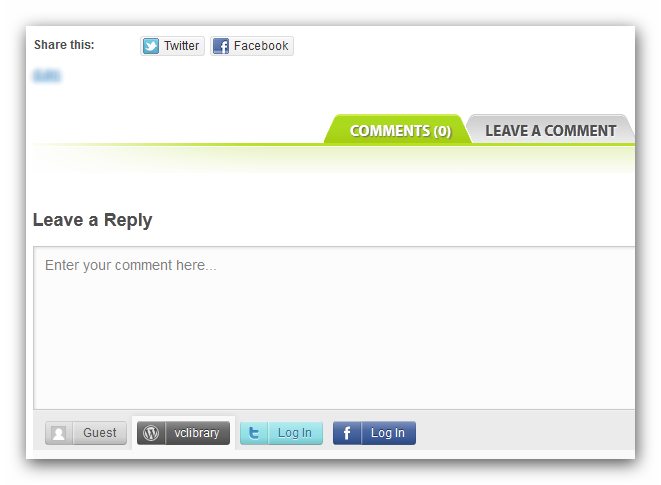 Share this: Twitter Facebook
COMMENTS (0) LEAVE A COMMENT
Leave a Reply
Enter your comment here...
Guest vclibrary Log In Log In